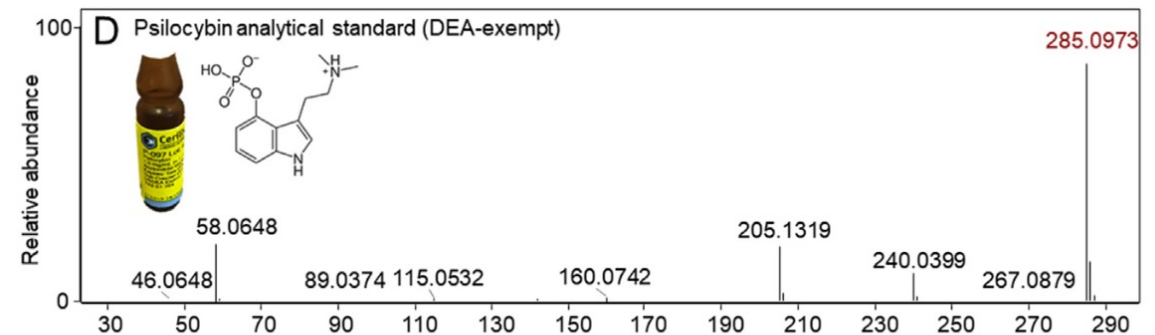 D Psilocybin analytical standard (DEA-exempt)
100
285.0973
HO
O-
P
O
O
H
+N
N
H
Relative abundance
58.0648
46.0648
89.0374
115.0532
160.0742
205.1319
240.0399
267.0879
0
30 50 70 90 110 130 150 170 190 210 230 250 270 290